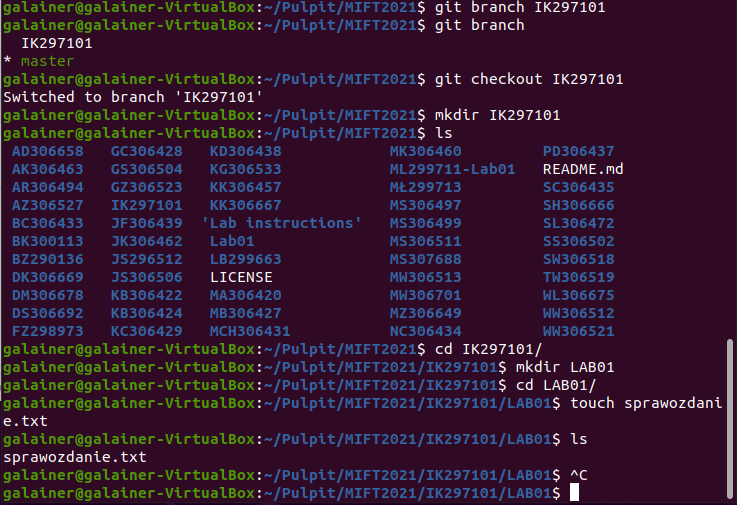 galainer@galainer-VirtualBox:~/Pulpit/MIFT2021$ git branch IK297101
galainer@galainer-VirtualBox:~/Pulpit/MIFT2021$ git branch
  IK297101
* master
galainer@galainer-VirtualBox:~/Pulpit/MIFT2021$ git checkout IK297101
Switched to branch 'IK297101'
galainer@galainer-VirtualBox:~/Pulpit/MIFT2021$ mkdir IK297101
galainer@galainer-VirtualBox:~/Pulpit/MIFT2021$ ls
 AD306658   GC306428   KD306438             MK306460       PD306437
 AK306463   GS306504   KG306533             ML299711-Lab01   README.md
 AR306494   GZ306523   KK306457             ML299713       SC306435
 AZ306527   IK297101   KK306667             MS306497       SH306666
 BC306433   JF306439  'Lab instructions'    MS306499       SL306472
 BK300113   JK306462   Lab01                MS306511       SS306502
 BZ290136   JS296512   LB299663             MS307688       SW306518
 DK306669   JS306506   LICENSE              MW306513       TW306519
 DM306678   KB306422   MA306420             MW306701       WL306675
 DS306692   KB306424   MB306427             MZ306649       WW306512
 FZ298973   KC306429   MCH306431            NC306434       WW306521
galainer@galainer-VirtualBox:~/Pulpit/MIFT2021$ cd IK297101/
galainer@galainer-VirtualBox:~/Pulpit/MIFT2021/IK297101$ mkdir LAB01
galainer@galainer-VirtualBox:~/Pulpit/MIFT2021/IK297101$ cd LAB01/
galainer@galainer-VirtualBox:~/Pulpit/MIFT2021/IK297101/LAB01$ touch sprawozdani
e.txt
galainer@galainer-VirtualBox:~/Pulpit/MIFT2021/IK297101/LAB01$ ls
sprawozdanie.txt
galainer@galainer-VirtualBox:~/Pulpit/MIFT2021/IK297101/LAB01$ ^C
galainer@galainer-VirtualBox:~/Pulpit/MIFT2021/IK297101/LAB01$